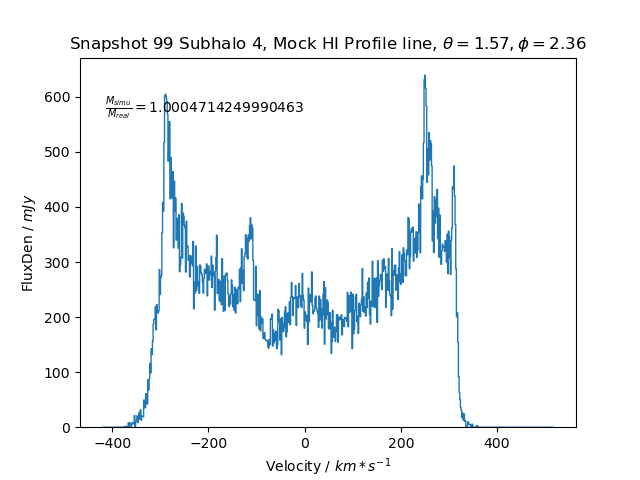 Snapshot 99 Subhalo 4, Mock HI Profile line, θ = 1.57, ϕ = 2.36
M_simu/M_real = 1.0004714249990463
FluxDen / mJy
600
500
400
300
200
100
0
−400 −200 0 200 400
Velocity / km * s⁻¹